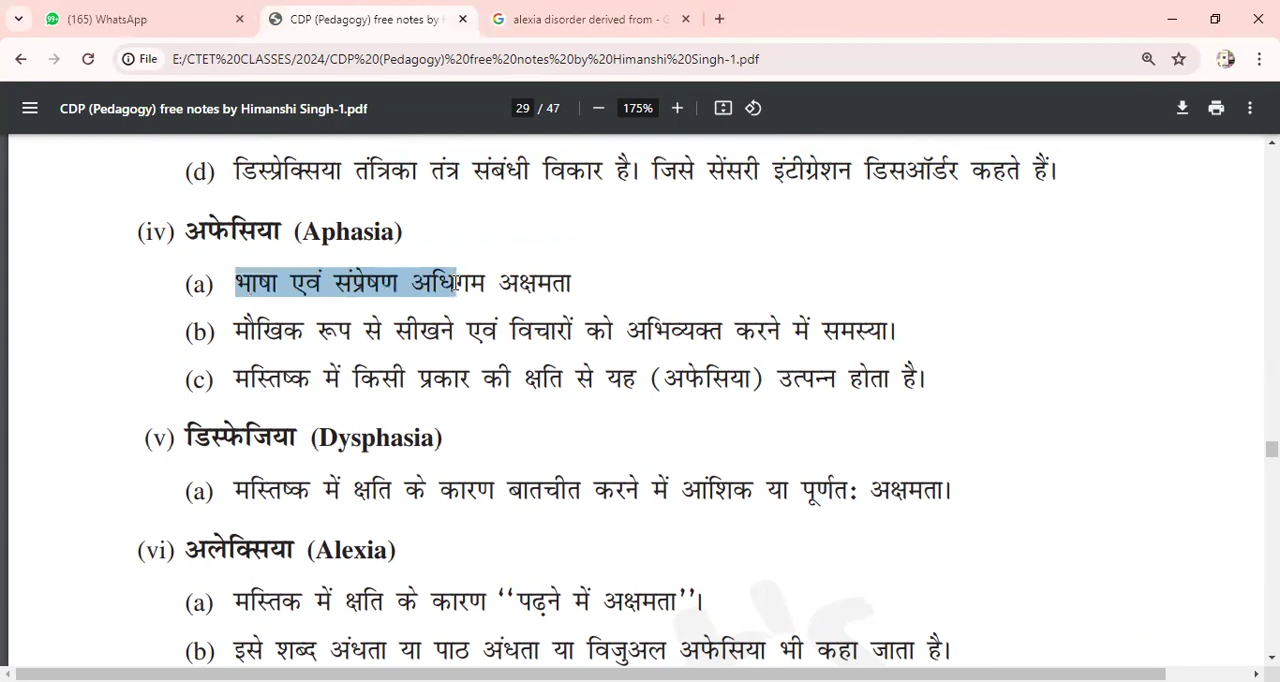 (165) WhatsApp
CDP (Pedagogy) free notes by H
alexia disorder derived from - G
File E:/CTET%20CLASSES/2024/CDP%20(Pedagogy)%20free%20notes%20by%20Himanshi%20Singh-1.pdf
CDP (Pedagogy) free notes by Himanshi Singh-1.pdf 29 / 47 175%
(d) डिस्प्रेक्सिया तंत्रिका तंत्र संबंधी विकार है। जिसे सेंसरी इंटीग्रेशन डिसऑर्डर कहते हैं।
(iv) अफेसिया (Aphasia)
(a) भाषा एवं संप्रेषण अधिगम अक्षमता
(b) मौखिक रूप से सीखने एवं विचारों को अभिव्यक्त करने में समस्या।
(c) मस्तिष्क में किसी प्रकार की क्षति से यह (अफेसिया) उत्पन्न होता है।
(v) डिस्फेजिया (Dysphasia)
(a) मस्तिष्क में क्षति के कारण बातचीत करने में आंशिक या पूर्णत: अक्षमता।
(vi) अलेक्सिया (Alexia)
(a) मस्तिक में क्षति के कारण ‘‘पढ़ने में अक्षमता’’।
(b) इसे शब्द अंधता या पाठ अंधता या विजुअल अफेसिया भी कहा जाता है।